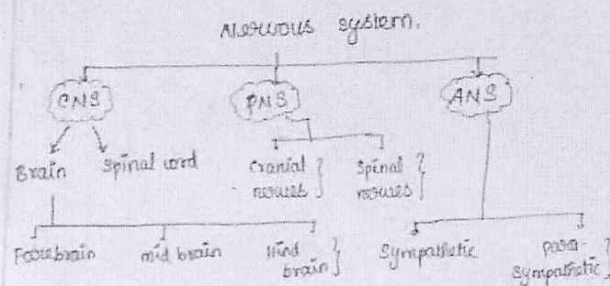 Nervous system.
CNS
PNS
ANS
Brain
Spinal cord
Cranial
nerves
Spinal
nerves
Forebrain
mid brain
Hind
brain
Sympathetic
para-
sympathetic